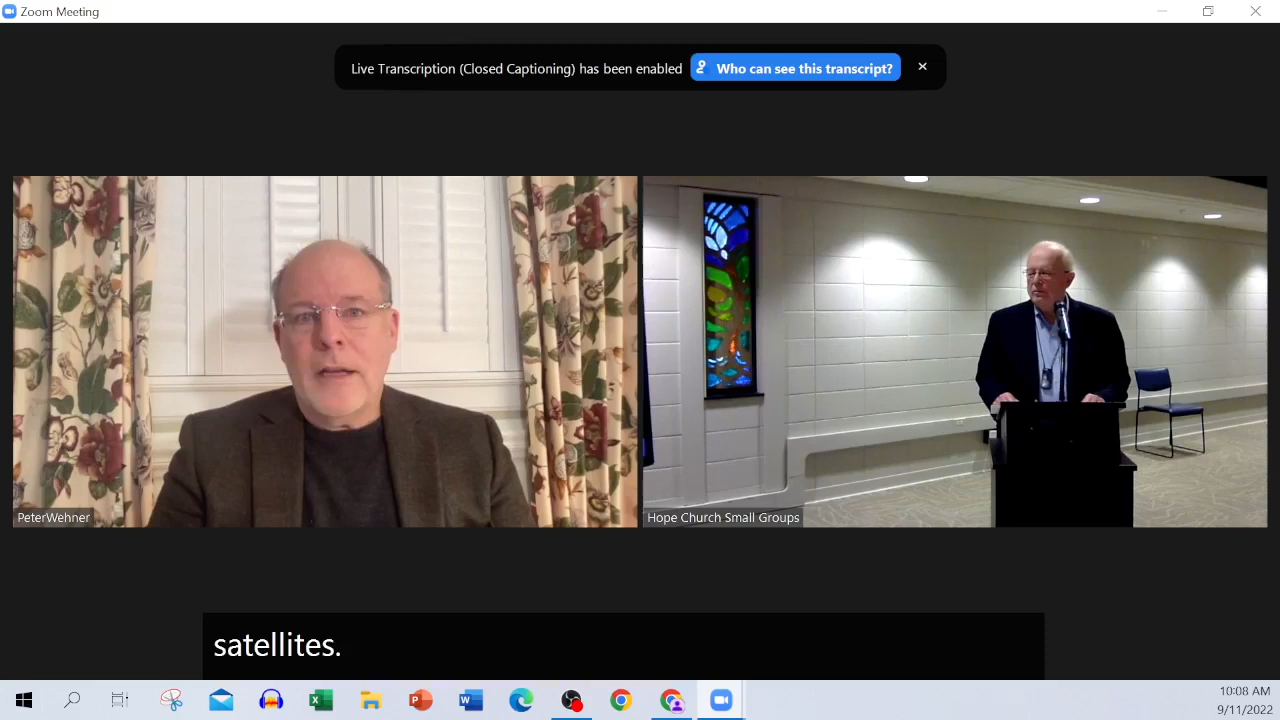 Zoom Meeting
Live Transcription (Closed Captioning) has been enabled
Who can see this transcript?
PeterWehner
Hope Church Small Groups
satellites.
10:08 AM
9/11/2022